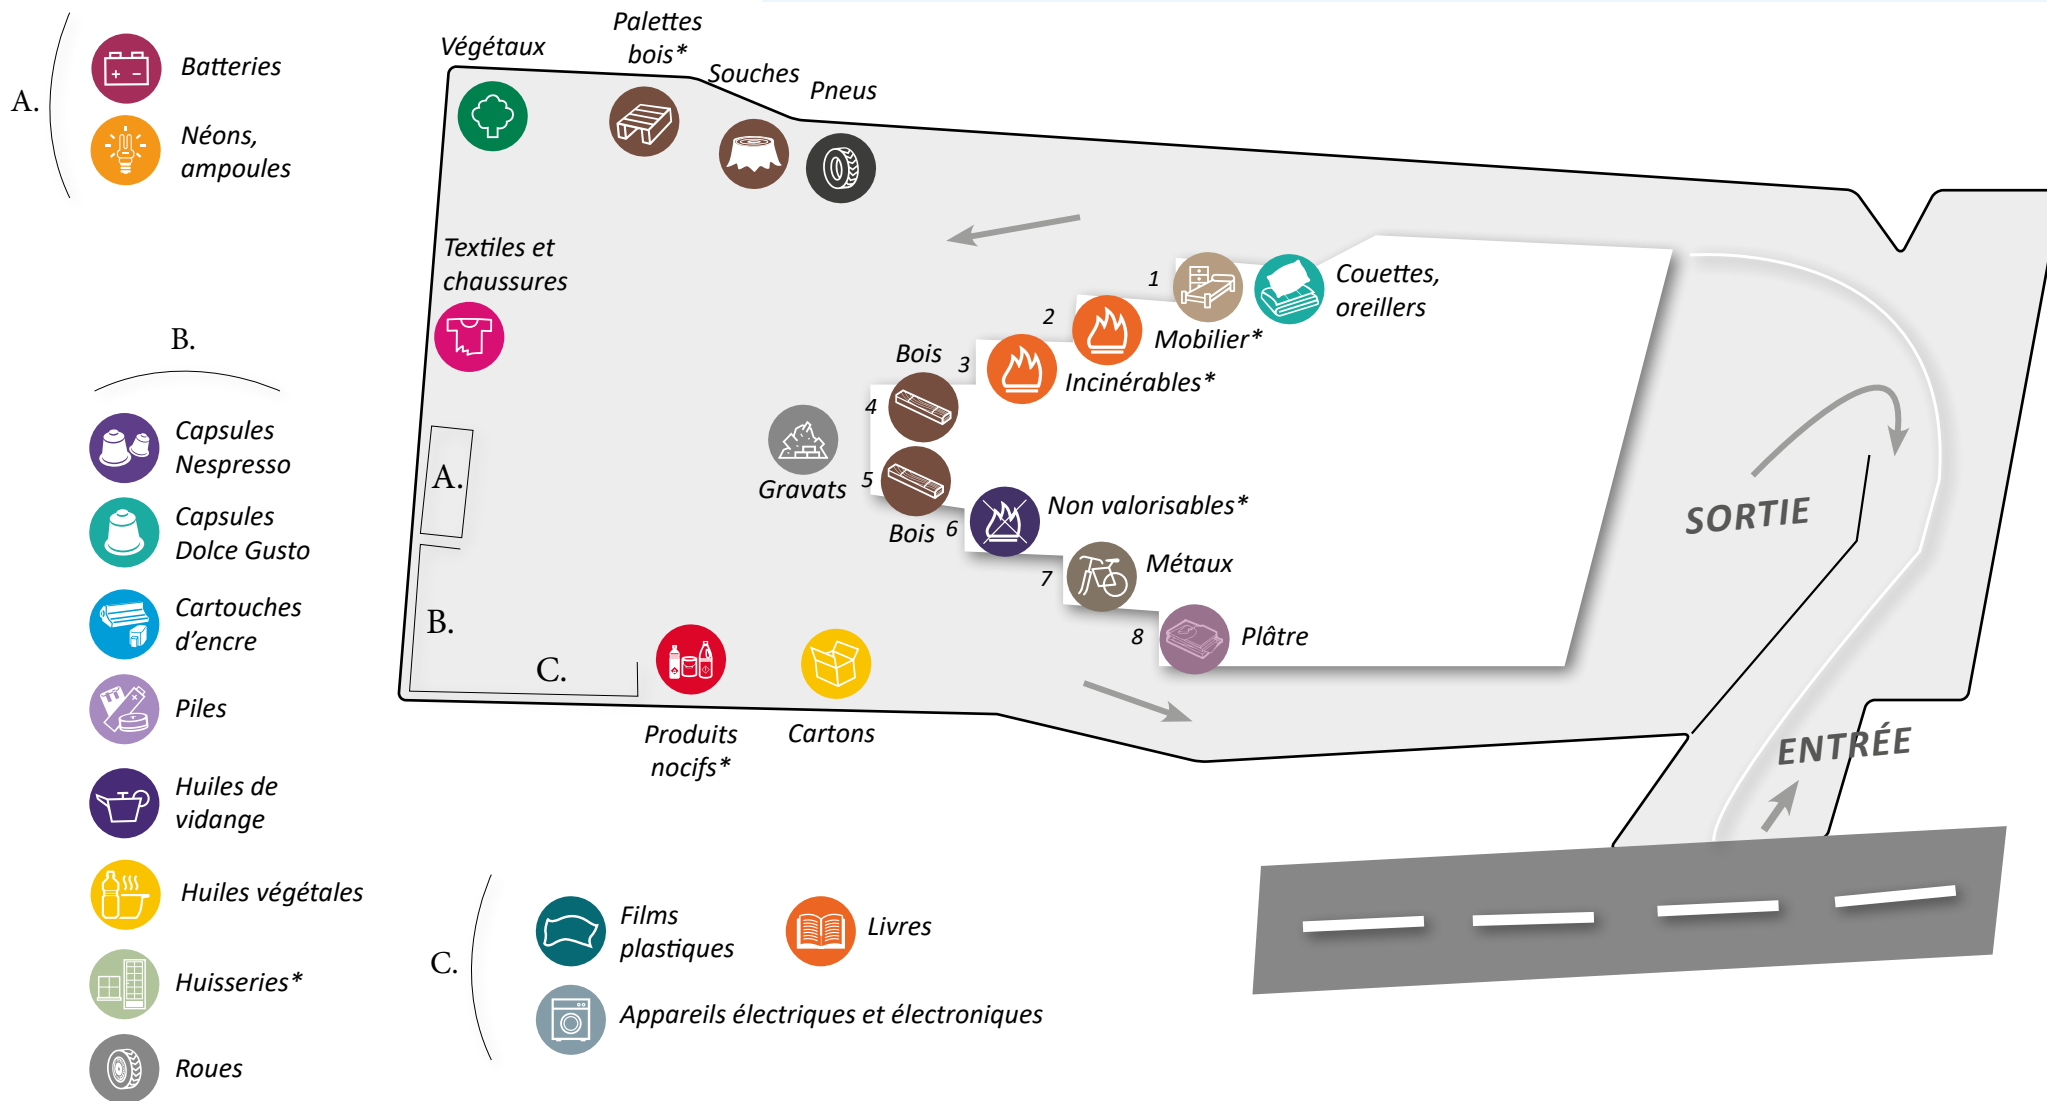 A.
Batteries
Néons,
ampoules
B.
Capsules
Nespresso
Capsules
Dolce Gusto
Cartouches
d'encre
Piles
Huiles de
vidange
Huiles végétales
Huisseries*
Roues
Végétaux
Palettes
bois*
Souches
Pneus
Textiles et
chaussures
A.
B.
C.
Produits
nocifs*
Cartons
Gravats
1
Mobilier*
Couettes,
oreillers
2
3
Incinérables*
Bois
4
5
Bois
6
Non valorisables*
7
Métaux
8
Plâtre
SORTIE
ENTRÉE
C.
Films
plastiques
Livres
Appareils électriques et électroniques